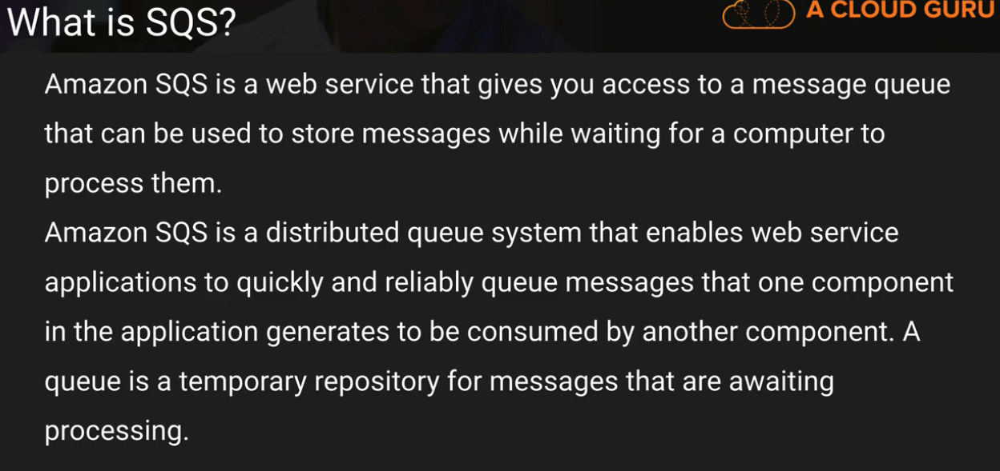 What is SQS?
A CLOUD GURU
Amazon SQS is a web service that gives you access to a message queue
that can be used to store messages while waiting for a computer to
process them.
Amazon SQS is a distributed queue system that enables web service
applications to quickly and reliably queue messages that one component
in the application generates to be consumed by another component. A
queue is a temporary repository for messages that are awaiting
processing.